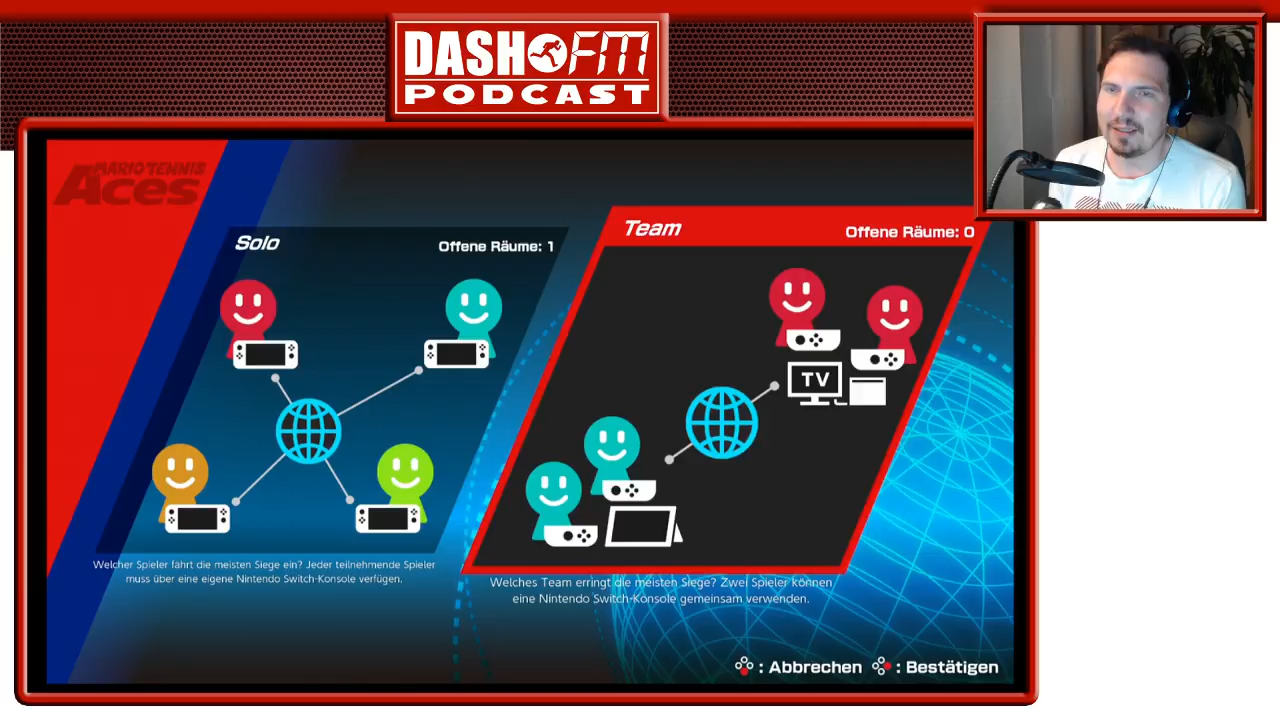 DASH FM
PODCAST
MARIO TENNIS
Aces
Solo
Offene Räume: 1
Team
Offene Räume: 0
TV
Welcher Spieler fährt die meisten Siege ein? Jeder teilnehmende Spieler
muss über eine eigene Nintendo Switch-Konsole verfügen.
Welches Team erringt die meisten Siege? Zwei Spieler können
eine Nintendo Switch-Konsole gemeinsam verwenden.
: Abbrechen : Bestätigen